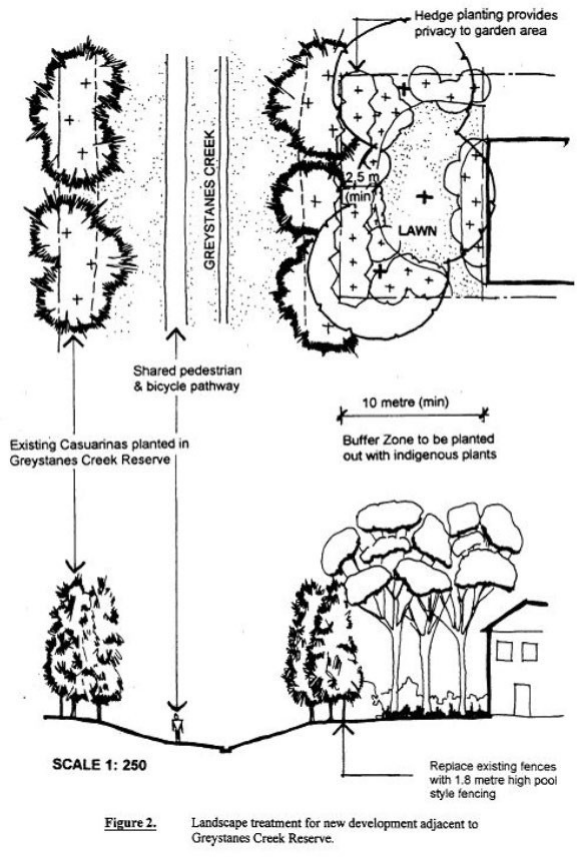 Hedge planting provides
privacy to garden area
GREYSTANES CREEK
2.5 m
(min)
LAWN
Shared pedestrian
& bicycle pathway
Existing Casuarinas planted in
Greystanes Creek Reserve
10 metre (min)
Buffer Zone to be planted
out with indigenous plants
SCALE 1: 250
Replace existing fences
with 1.8 metre high pool
style fencing
Figure 2. Landscape treatment for new development adjacent to
Greystanes Creek Reserve.